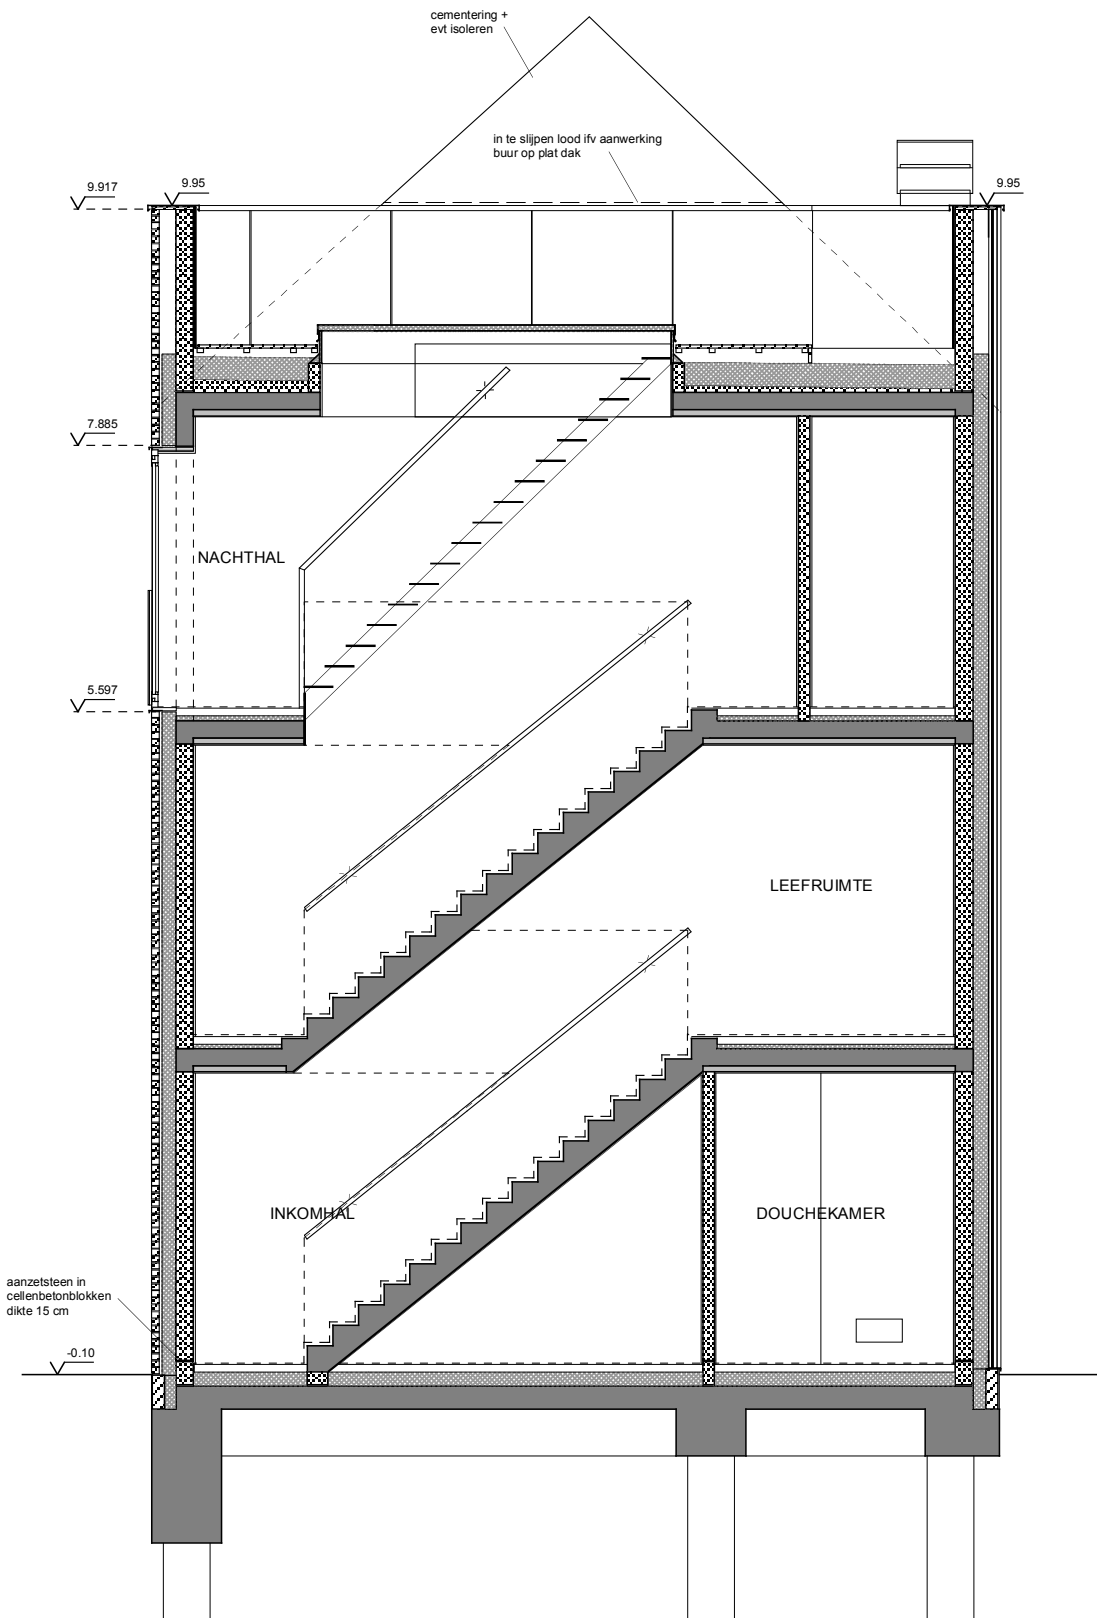 cementering +
evt isoleren
in te slijpen lood ifv aanwerking
buur op plat dak
9.917
9.95
9.95
7.885
NACHTHAL
5.597
LEEFRUIMTE
INKOMHAL
DOUCHEKAMER
aanzetsteen in
cellenbetonblokken
dikte 15 cm
-0.10